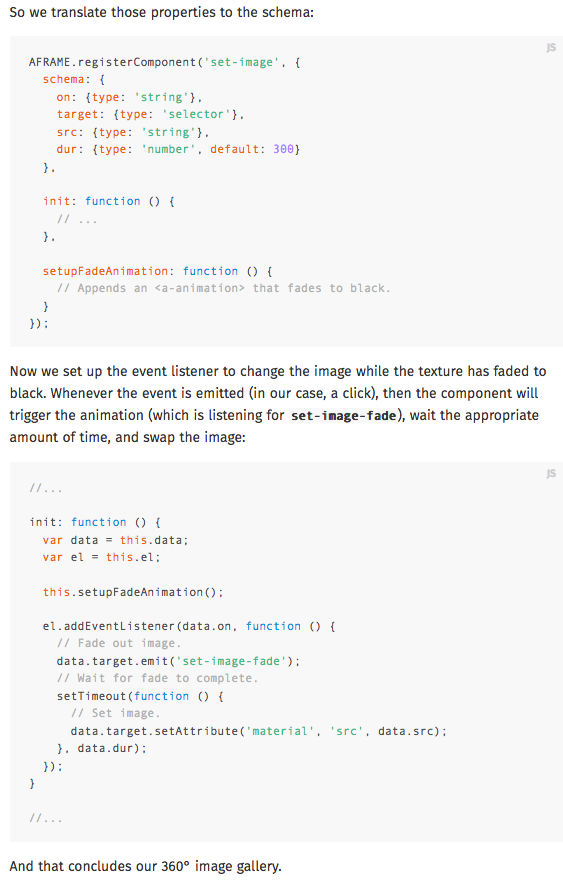 So we translate those properties to the schema:
JS
AFRAME.registerComponent('set-image', {
  schema: {
    on: {type: 'string'},
    target: {type: 'selector'},
    src: {type: 'string'},
    dur: {type: 'number', default: 300}
  },
  init: function () {
    // ...
  },
  setupFadeAnimation: function () {
    // Appends an <a-animation> that fades to black.
  }
});
Now we set up the event listener to change the image while the texture has faded to
black. Whenever the event is emitted (in our case, a click), then the component will
trigger the animation (which is listening for set-image-fade), wait the appropriate
amount of time, and swap the image:
JS
//...
init: function () {
  var data = this.data;
  var el = this.el;
  this.setupFadeAnimation();
  el.addEventListener(data.on, function () {
    // Fade out image.
    data.target.emit('set-image-fade');
    // Wait for fade to complete.
    setTimeout(function () {
      // Set image.
      data.target.setAttribute('material', 'src', data.src);
    }, data.dur);
  });
}
//...
And that concludes our 360° image gallery.